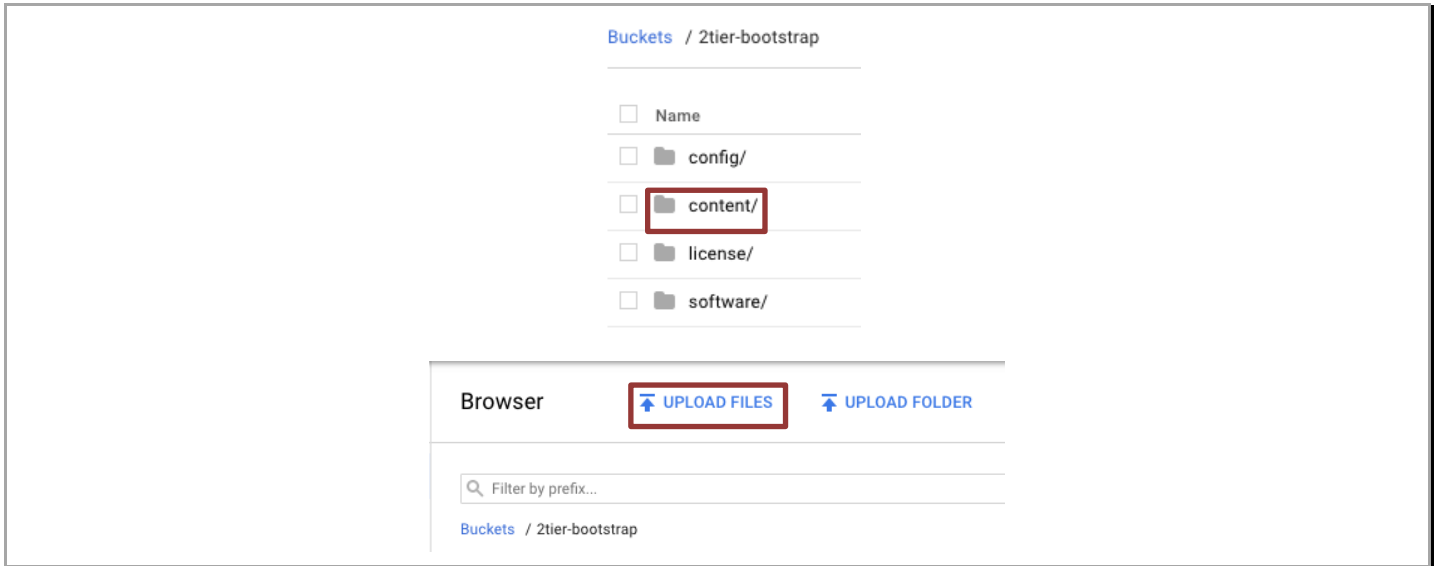 Buckets / 2tier-bootstrap
Name
config/
content/
license/
software/
Browser UPLOAD FILES UPLOAD FOLDER
Filter by prefix...
Buckets / 2tier-bootstrap